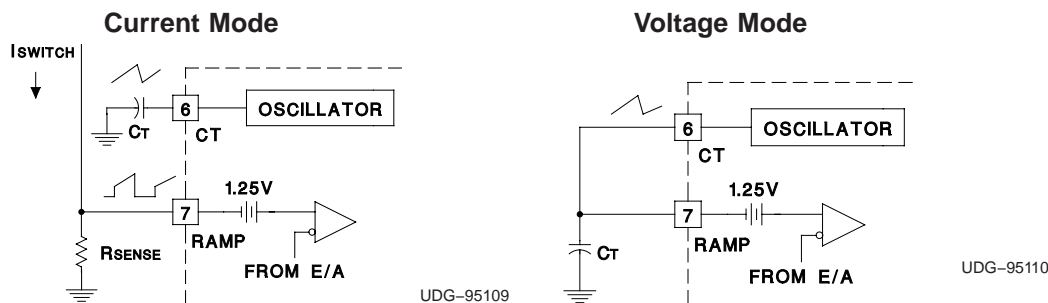 Current Mode
ISWITCH
6
OSCILLATOR
CT
CT
1.25V
7
RAMP
RSENSE
FROM E/A
UDG−95109
Voltage Mode
6
OSCILLATOR
CT
1.25V
7
RAMP
CT
FROM E/A
UDG−95110